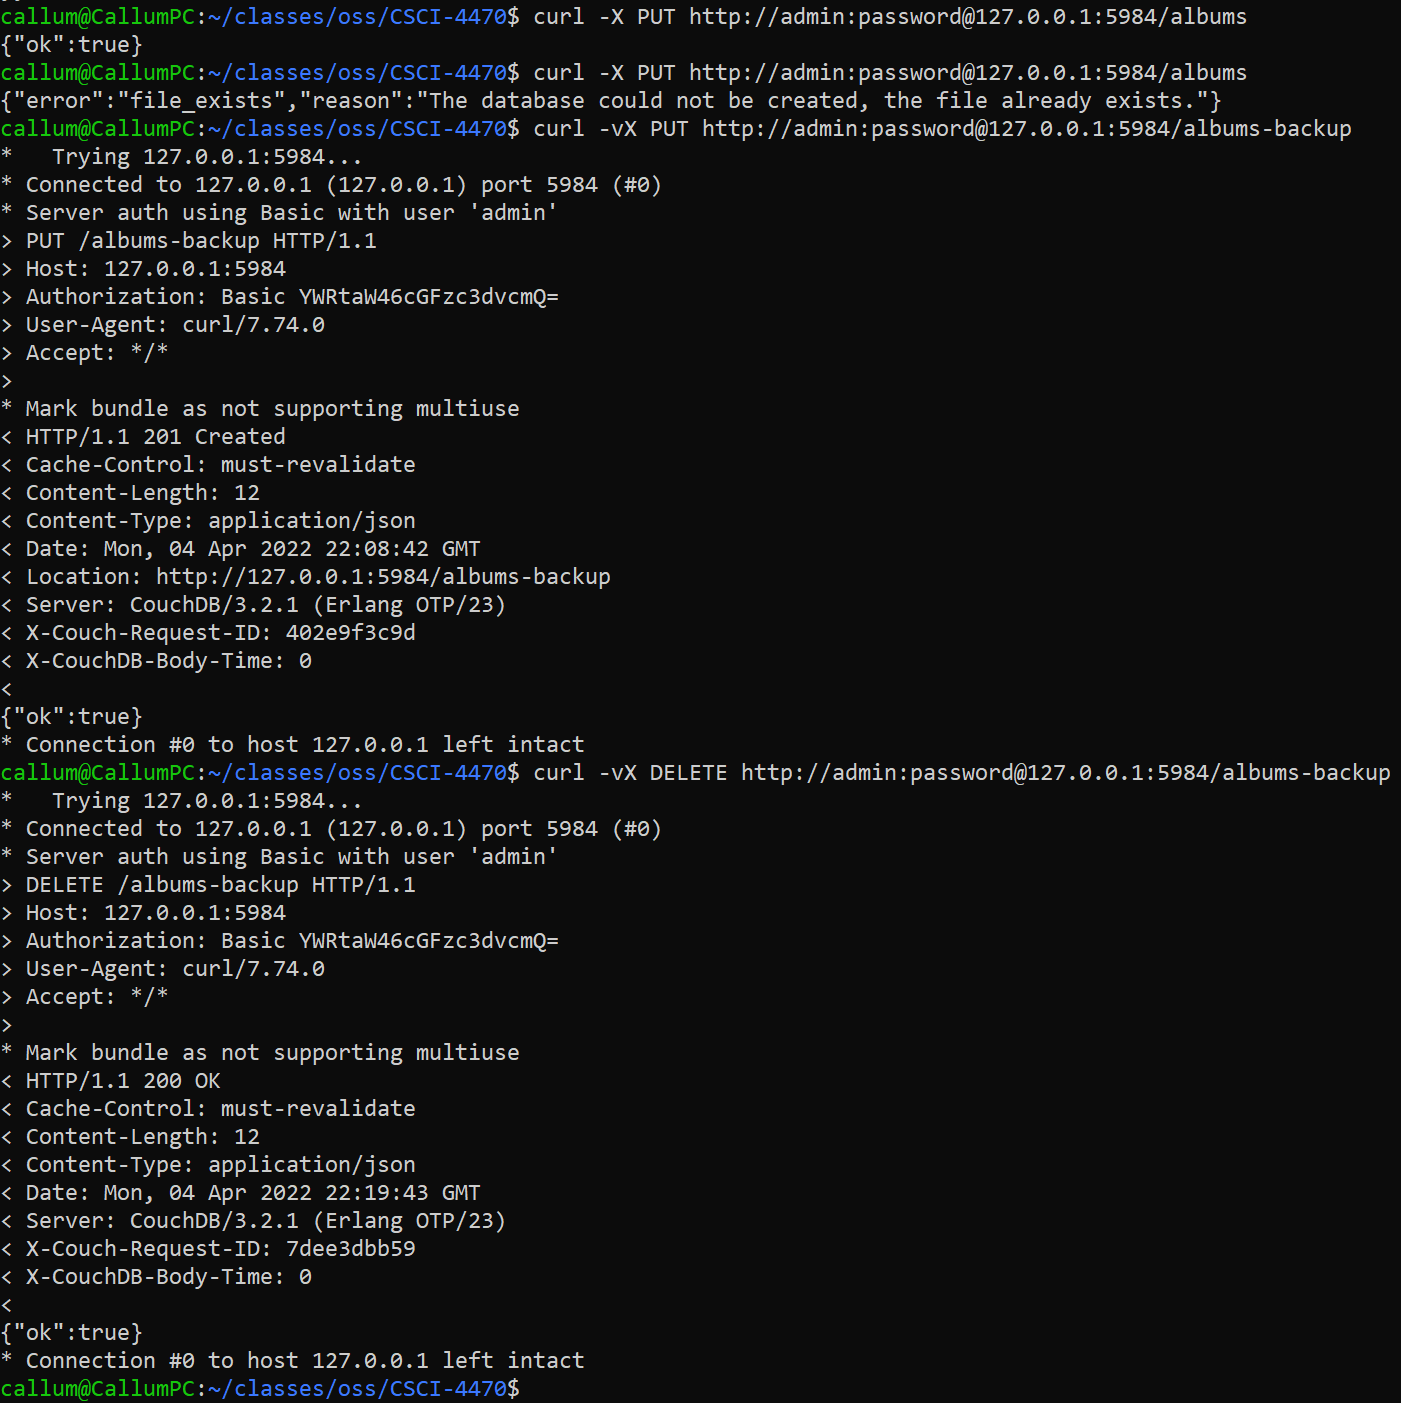 callum@CallumPC:~/classes/oss/CSCI-4470$ curl -X PUT http://admin:password@127.0.0.1:5984/albums
{"ok":true}
callum@CallumPC:~/classes/oss/CSCI-4470$ curl -X PUT http://admin:password@127.0.0.1:5984/albums
{"error":"file_exists","reason":"The database could not be created, the file already exists."}
callum@CallumPC:~/classes/oss/CSCI-4470$ curl -vX PUT http://admin:password@127.0.0.1:5984/albums-backup
*   Trying 127.0.0.1:5984...
* Connected to 127.0.0.1 (127.0.0.1) port 5984 (#0)
* Server auth using Basic with user 'admin'
> PUT /albums-backup HTTP/1.1
> Host: 127.0.0.1:5984
> Authorization: Basic YWRtaW46cGFzc3dvcmQ=
> User-Agent: curl/7.74.0
> Accept: */*
>
* Mark bundle as not supporting multiuse
< HTTP/1.1 201 Created
< Cache-Control: must-revalidate
< Content-Length: 12
< Content-Type: application/json
< Date: Mon, 04 Apr 2022 22:08:42 GMT
< Location: http://127.0.0.1:5984/albums-backup
< Server: CouchDB/3.2.1 (Erlang OTP/23)
< X-Couch-Request-ID: 402e9f3c9d
< X-CouchDB-Body-Time: 0
<
{"ok":true}
* Connection #0 to host 127.0.0.1 left intact
callum@CallumPC:~/classes/oss/CSCI-4470$ curl -vX DELETE http://admin:password@127.0.0.1:5984/albums-backup
*   Trying 127.0.0.1:5984...
* Connected to 127.0.0.1 (127.0.0.1) port 5984 (#0)
* Server auth using Basic with user 'admin'
> DELETE /albums-backup HTTP/1.1
> Host: 127.0.0.1:5984
> Authorization: Basic YWRtaW46cGFzc3dvcmQ=
> User-Agent: curl/7.74.0
> Accept: */*
>
* Mark bundle as not supporting multiuse
< HTTP/1.1 200 OK
< Cache-Control: must-revalidate
< Content-Length: 12
< Content-Type: application/json
< Date: Mon, 04 Apr 2022 22:19:43 GMT
< Server: CouchDB/3.2.1 (Erlang OTP/23)
< X-Couch-Request-ID: 7dee3dbb59
< X-CouchDB-Body-Time: 0
<
{"ok":true}
* Connection #0 to host 127.0.0.1 left intact
callum@CallumPC:~/classes/oss/CSCI-4470$